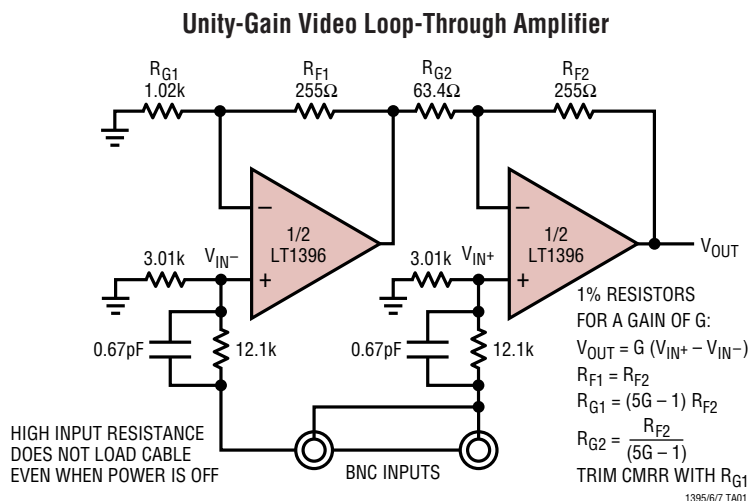 Unity-Gain Video Loop-Through Amplifier
RG1
1.02k
RF1
255Ω
RG2
63.4Ω
RF2
255Ω
–
1/2
LT1396
+
–
1/2
LT1396
+
VOUT
3.01k
VIN–
3.01k
VIN+
0.67pF
12.1k
0.67pF
12.1k
BNC INPUTS
HIGH INPUT RESISTANCE
DOES NOT LOAD CABLE
EVEN WHEN POWER IS OFF
1% RESISTORS
FOR A GAIN OF G:
VOUT = G (VIN+ – VIN–)
RF1 = RF2
RG1 = (5G – 1) RF2
RG2 = RF2
(5G – 1)
TRIM CMRR WITH RG1
1395/6/7 TA01